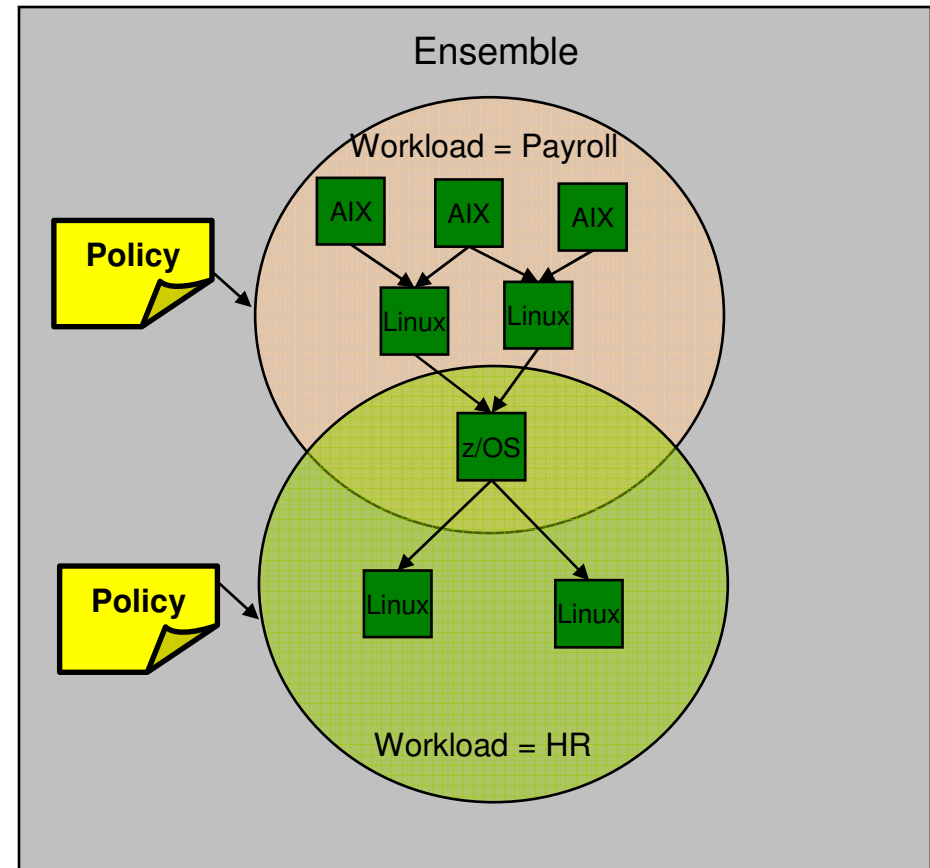 Ensemble
Workload = Payroll
AIX
AIX
AIX
Policy
Linux
Linux
z/OS
Policy
Linux
Linux
Workload = HR